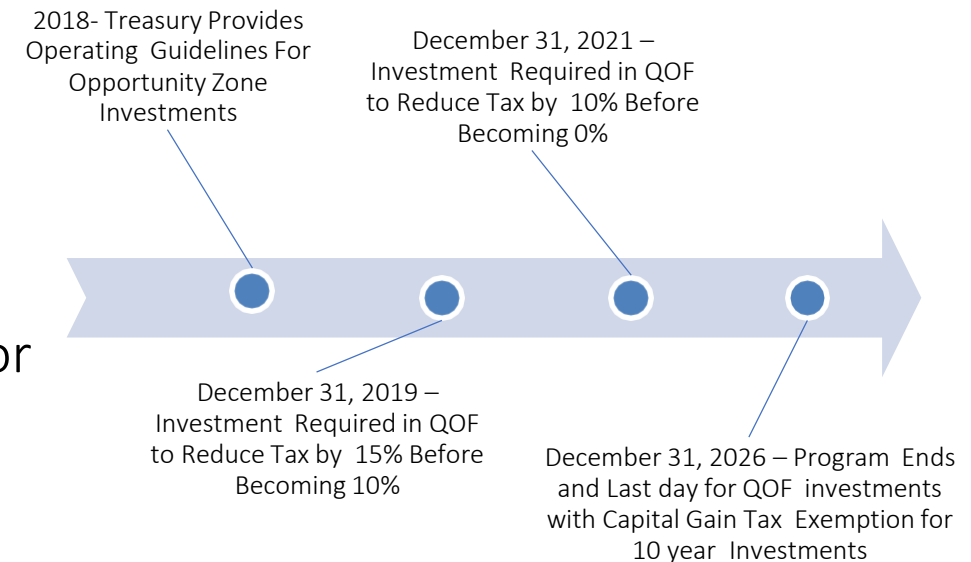 2018- Treasury Provides
Operating Guidelines For
Opportunity Zone
Investments
December 31, 2021 –
Investment Required in QOF
to Reduce Tax by 10% Before
Becoming 0%
or
December 31, 2019 –
Investment Required in QOF
to Reduce Tax by 15% Before
Becoming 10%
December 31, 2026 – Program Ends
and Last day for QOF investments
with Capital Gain Tax Exemption for
10 year Investments